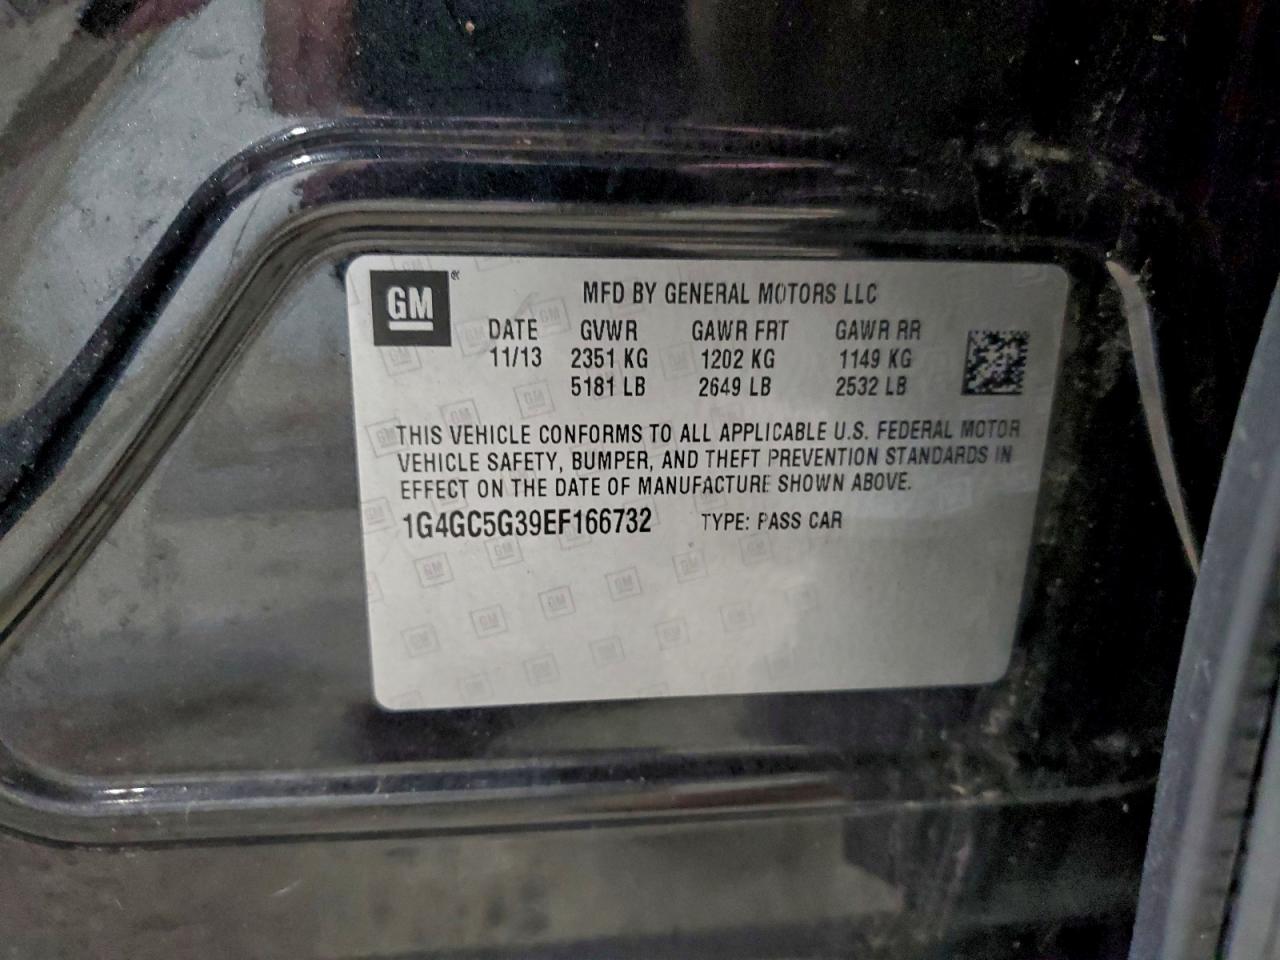 GM
MFD BY GENERAL MOTORS LLC
DATE GVWR GAWR FRT GAWR RR
11/13 2351 KG 1202 KG 1149 KG
5181 LB 2649 LB 2532 LB
THIS VEHICLE CONFORMS TO ALL APPLICABLE U.S. FEDERAL MOTOR
VEHICLE SAFETY, BUMPER, AND THEFT PREVENTION STANDARDS IN
EFFECT ON THE DATE OF MANUFACTURE SHOWN ABOVE.
1G4GC5G39EF166732 TYPE: PASS CAR